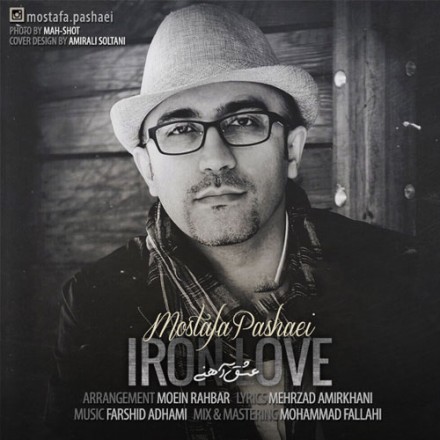 mostafa.pashaei
PHOTO BY MAH-SHOT
COVER DESIGN BY AMIRALI SOLTANI
Mostafa Pashaei
IRON LOVE
عشق آهنی
ARRANGEMENT MOEIN RAHBAR LYRICS MEHRZAD AMIRKHANI
MUSIC FARSHID ADHAMI MIX & MASTERING MOHAMMAD FALLAHI